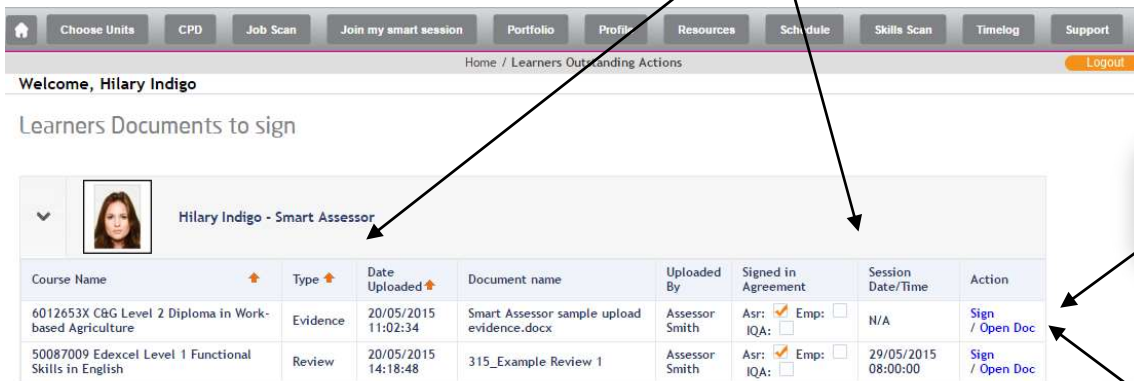 Choose Units CPD Job Scan Join my smart session Portfolio Profile Resources Schedule Skills Scan Timelog Support
Home / Learners Outstanding Actions Logout
Welcome, Hilary Indigo
Learners Documents to sign
Hilary Indigo - Smart Assessor
Course Name Type Date Uploaded Document name Uploaded By Signed in Agreement Session Date/Time Action
6012653X C&G Level 2 Diploma in Work-based Agriculture Evidence 20/05/2015 11:02:34 Smart Assessor sample upload evidence.docx Assessor Smith Asr: Emp: IQA: N/A Sign / Open Doc
50087009 Edexcel Level 1 Functional Skills in English Review 20/05/2015 14:18:48 315_Example Review 1 Assessor Smith Asr: Emp: IQA: 29/05/2015 08:00:00 Sign / Open Doc